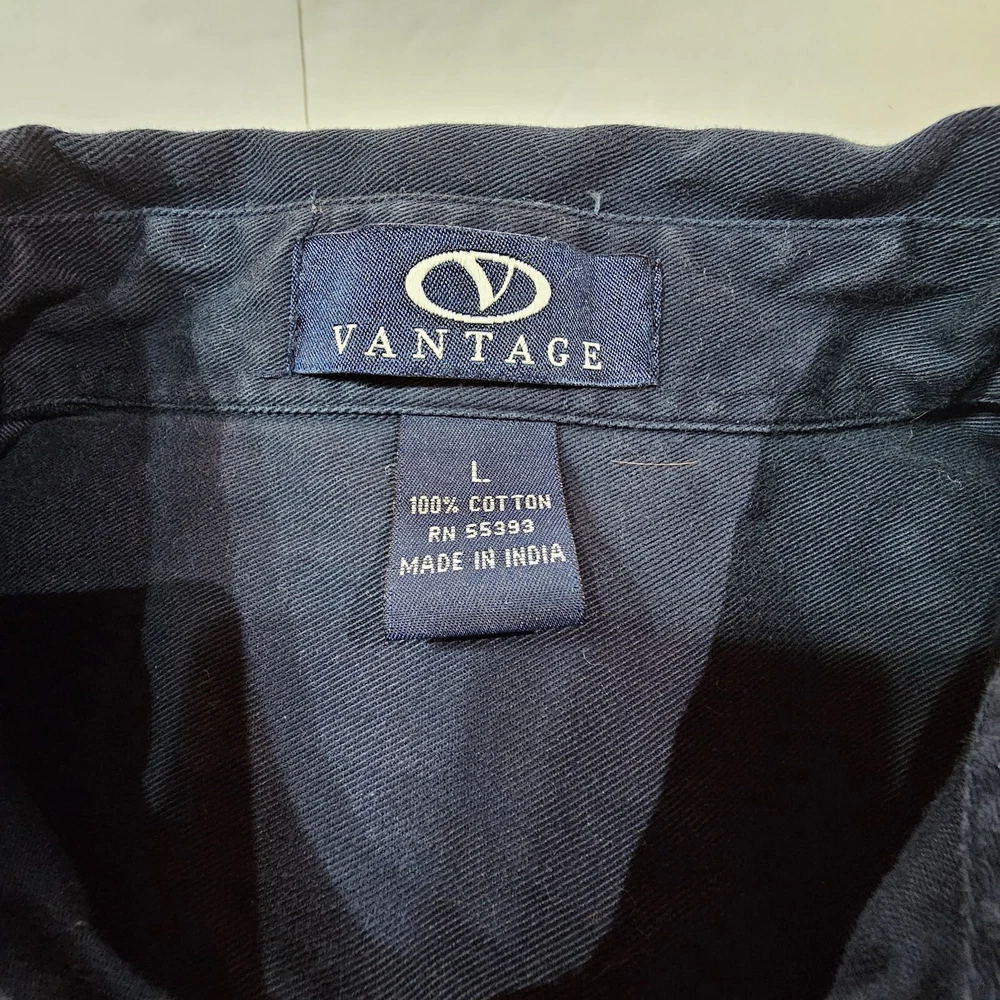 VANTAGE
L
100% COTTON
RN 55393
MADE IN INDIA